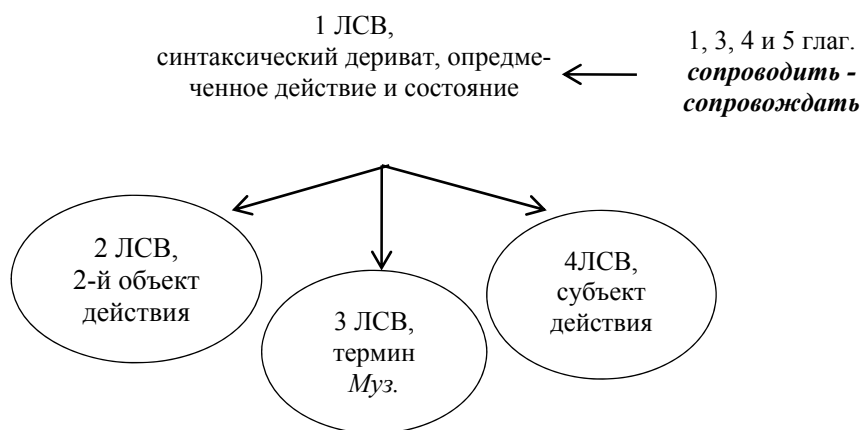 1 ЛСВ,
синтаксический дериват, опредме-
ченное действие и состояние
1, 3, 4 и 5 глаг.
сопроводить -
сопровождать
2 ЛСВ,
2-й объект
действия
3 ЛСВ,
термин
Муз.
4ЛСВ,
субъект
действия